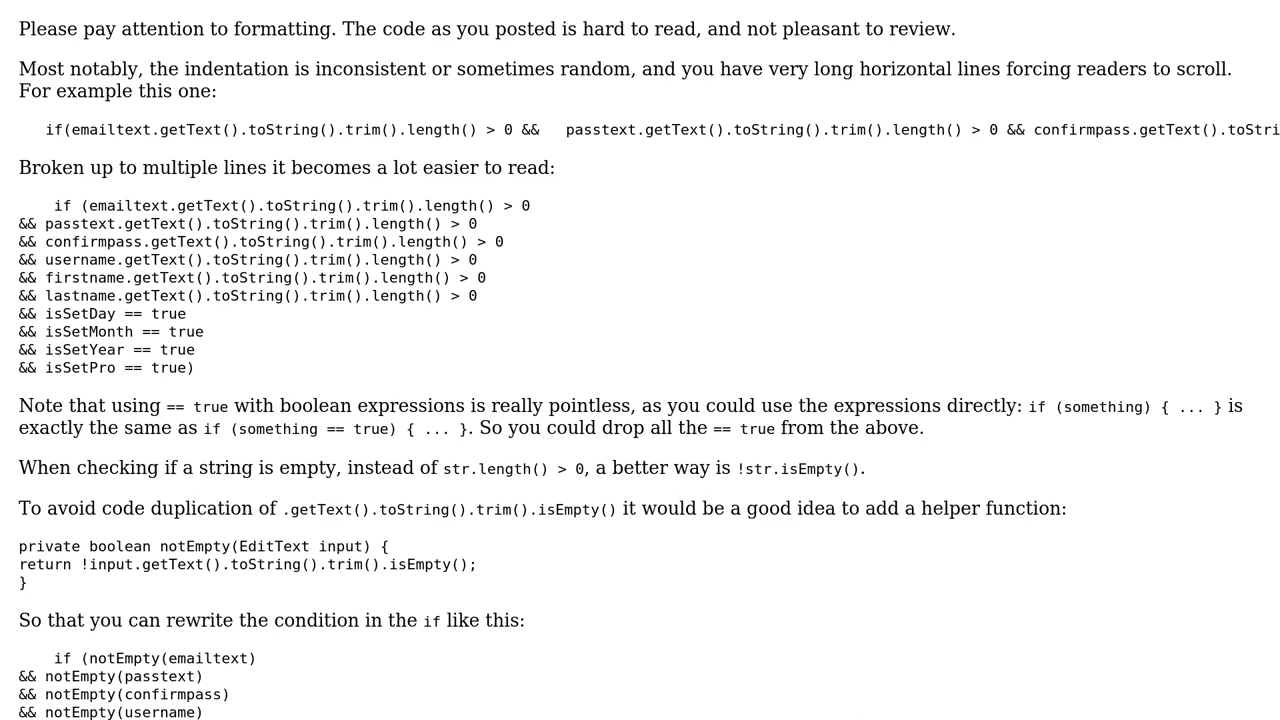 Please pay attention to formatting. The code as you posted is hard to read, and not pleasant to review.
Most notably, the indentation is inconsistent or sometimes random, and you have very long horizontal lines forcing readers to scroll.
For example this one:
if(emailtext.getText().toString().trim().length() > 0 &&   passtext.getText().toString().trim().length() > 0 && confirmpass.getText().toStri
Broken up to multiple lines it becomes a lot easier to read:
if (emailtext.getText().toString().trim().length() > 0
&& passtext.getText().toString().trim().length() > 0
&& confirmpass.getText().toString().trim().length() > 0
&& username.getText().toString().trim().length() > 0
&& firstname.getText().toString().trim().length() > 0
&& lastname.getText().toString().trim().length() > 0
&& isSetDay == true
&& isSetMonth == true
&& isSetYear == true
&& isSetPro == true)
Note that using == true with boolean expressions is really pointless, as you could use the expressions directly: if (something) { ... } is
exactly the same as if (something == true) { ... }. So you could drop all the == true from the above.
When checking if a string is empty, instead of str.length() > 0, a better way is !str.isEmpty().
To avoid code duplication of .getText().toString().trim().isEmpty() it would be a good idea to add a helper function:
private boolean notEmpty(EditText input) {
return !input.getText().toString().trim().isEmpty();
}
So that you can rewrite the condition in the if like this:
if (notEmpty(emailtext)
&& notEmpty(passtext)
&& notEmpty(confirmpass)
&& notEmpty(username)